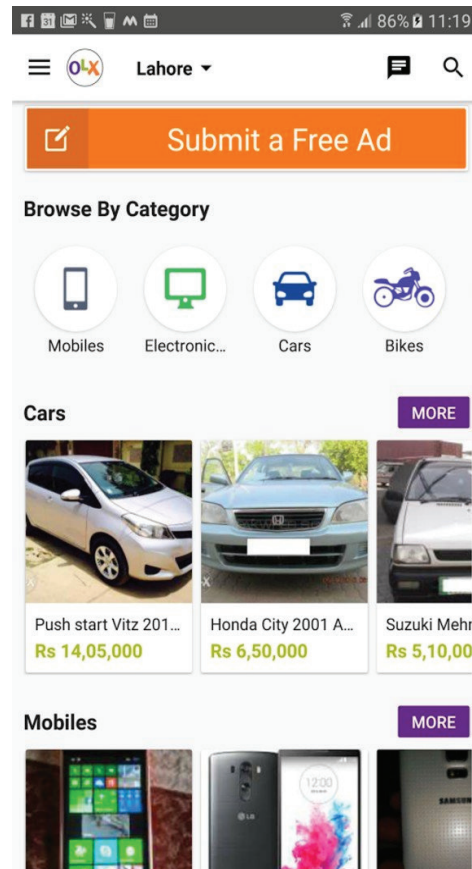 86% 11:19
OLX Lahore
Submit a Free Ad
Browse By Category
Mobiles Electronic... Cars Bikes
Cars MORE
Push start Vitz 201... Honda City 2001 A... Suzuki Mehr
Rs 14,05,000 Rs 6,50,000 Rs 5,10,00
Mobiles MORE
12:00
LG
SAMSUN